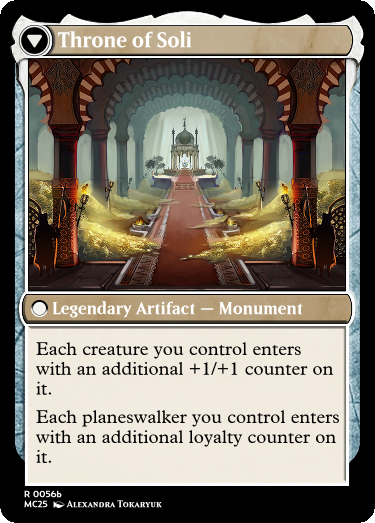 Throne of Soli
Legendary Artifact — Monument
Each creature you control enters
with an additional +1/+1 counter on
it.
Each planeswalker you control enters
with an additional loyalty counter on
it.
R 0056b
MC25 Alexandra Tokaryuk